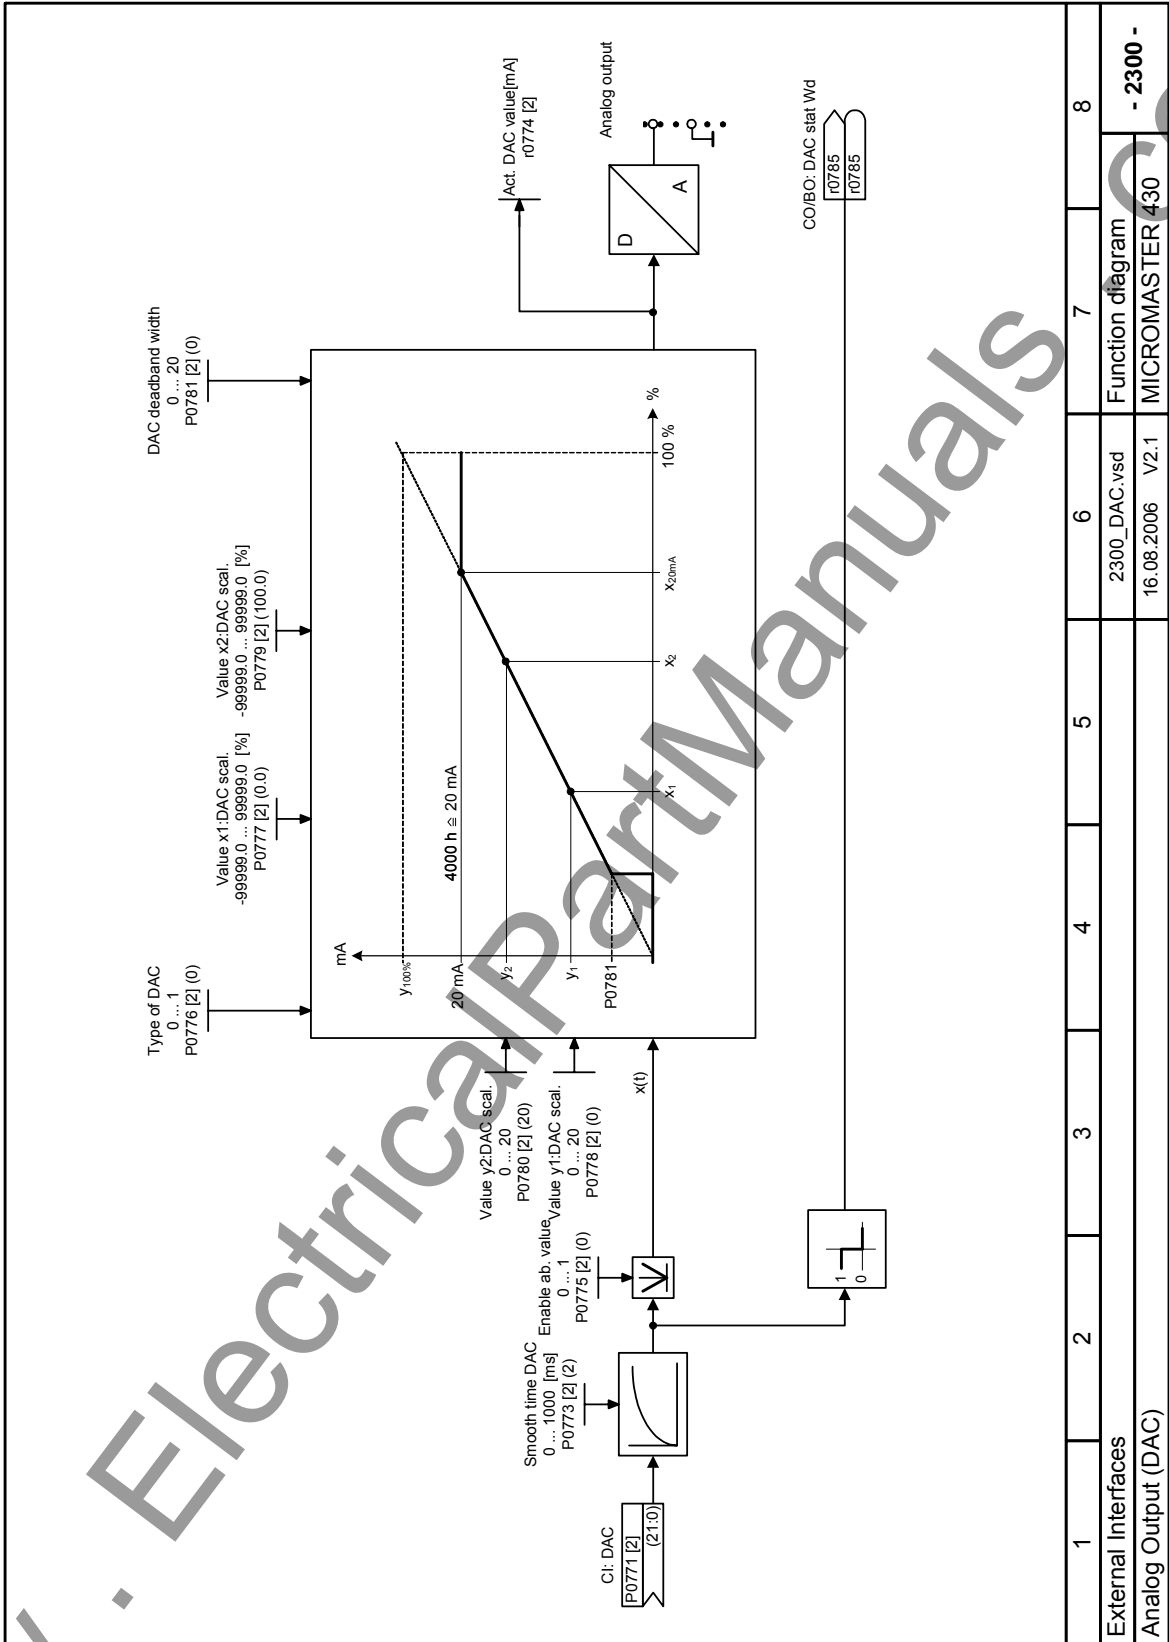 DAC deadband width
0 ... 20
P0781 [2] (0)
Value x2:DAC scal.
-99999.0 ... 99999.0 [%]
P0779 [2] (100.0)
Value x1:DAC scal.
-99999.0 ... 99999.0 [%]
P0777 [2] (0.0)
Type of DAC
0 ... 1
P0776 [2] (0)
Act. DAC value[mA]
r0774 [2]
Analog output
D
A
CO/BO: DAC stat Wd
r0785
r0785
mA
y100%
20 mA
y2
y1
P0781
4000 h ≙ 20 mA
x1
x2
x20mA
100 %
%
Value y2:DAC scal.
0 ... 20
P0780 [2] (20)
Value y1:DAC scal.
0 ... 20
P0778 [2] (0)
x(t)
Enable ab. value
0 ... 1
P0775 [2] (0)
Smooth time DAC
0 ... 1000 [ms]
P0773 [2] (2)
CI: DAC
P0771 [2]
(21:0)
1
0
1
2
3
4
5
6
7
8
External Interfaces
2300_DAC.vsd
Function diagram
- 2300 -
Analog Output (DAC)
16.08.2006 V2.1
MICROMASTER 430
. ElectricalPartManuals .